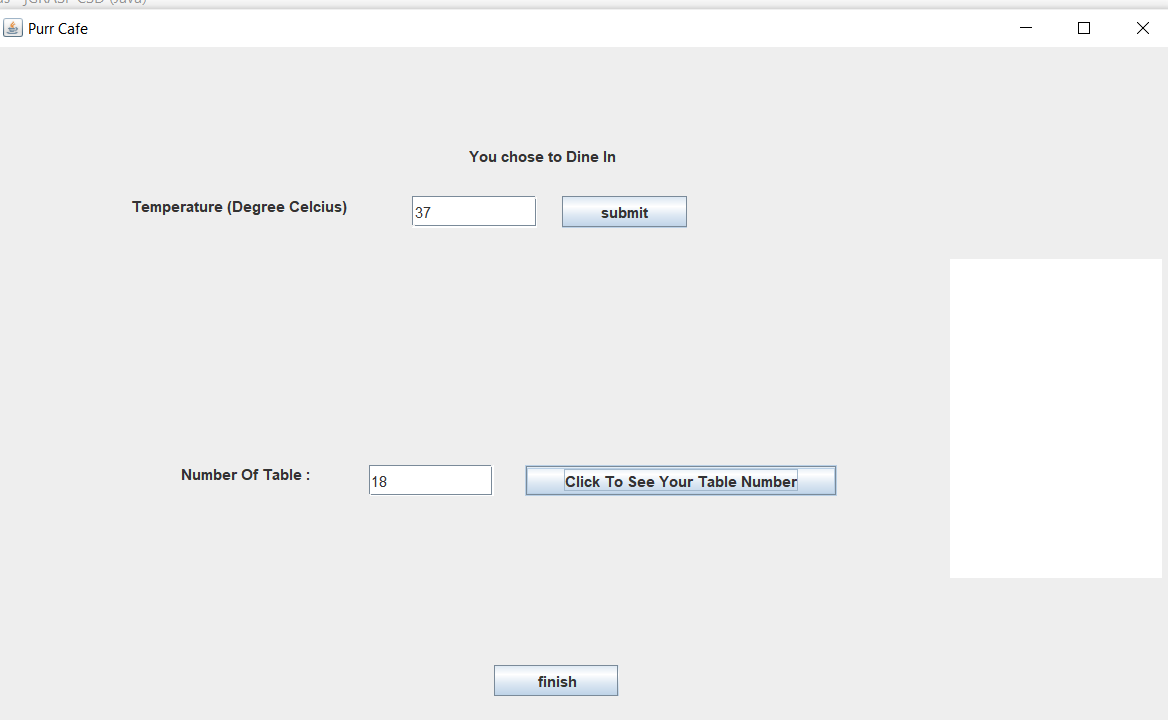 Purr Cafe
You chose to Dine In
Temperature (Degree Celcius)
37
submit
Number Of Table :
18
Click To See Your Table Number
finish